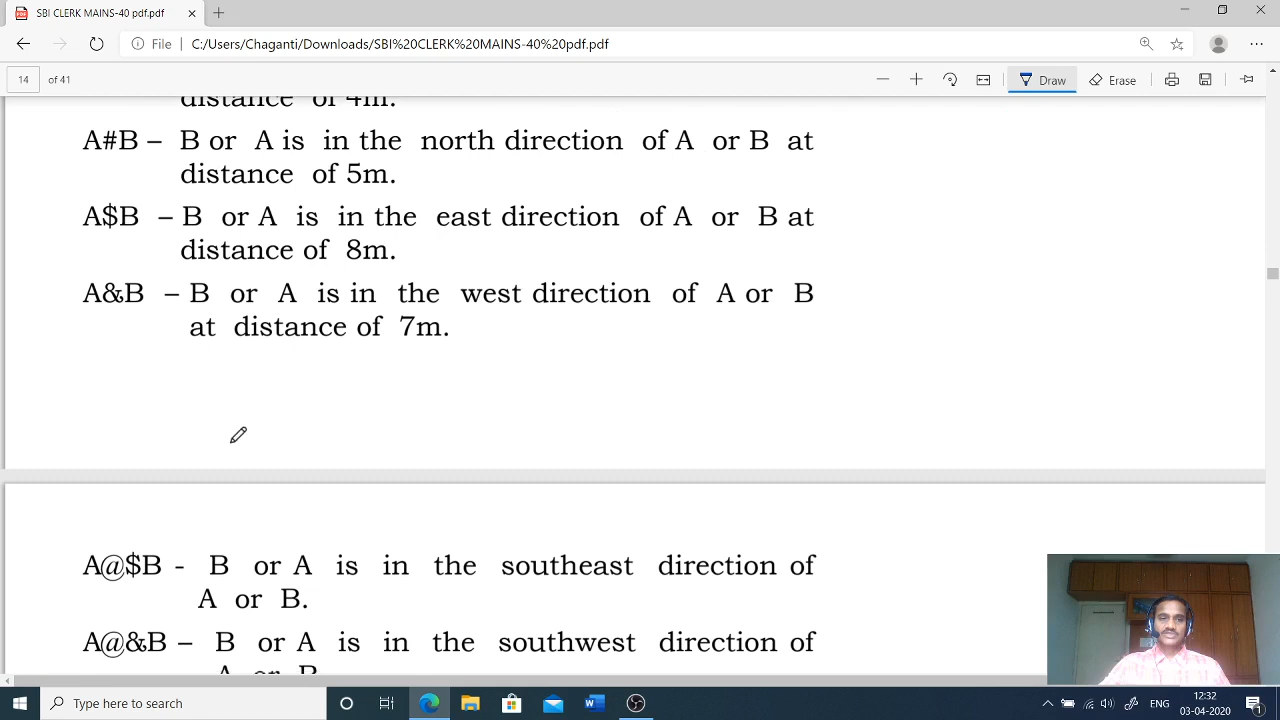 SBI CLERK MAINS-40 pdf.pdf
File C:/Users/Chaganti/Downloads/SBI%20CLERK%20MAINS-40%20pdf.pdf
14 of 41 Draw Erase
distance of 4m.
A#B – B or A is in the north direction of A or B at
distance of 5m.
A$B – B or A is in the east direction of A or B at
distance of 8m.
A&B – B or A is in the west direction of A or B
at distance of 7m.
A@$B - B or A is in the southeast direction of
A or B.
A@&B – B or A is in the southwest direction of
A or B
Type here to search ENG 12:32
03-04-2020